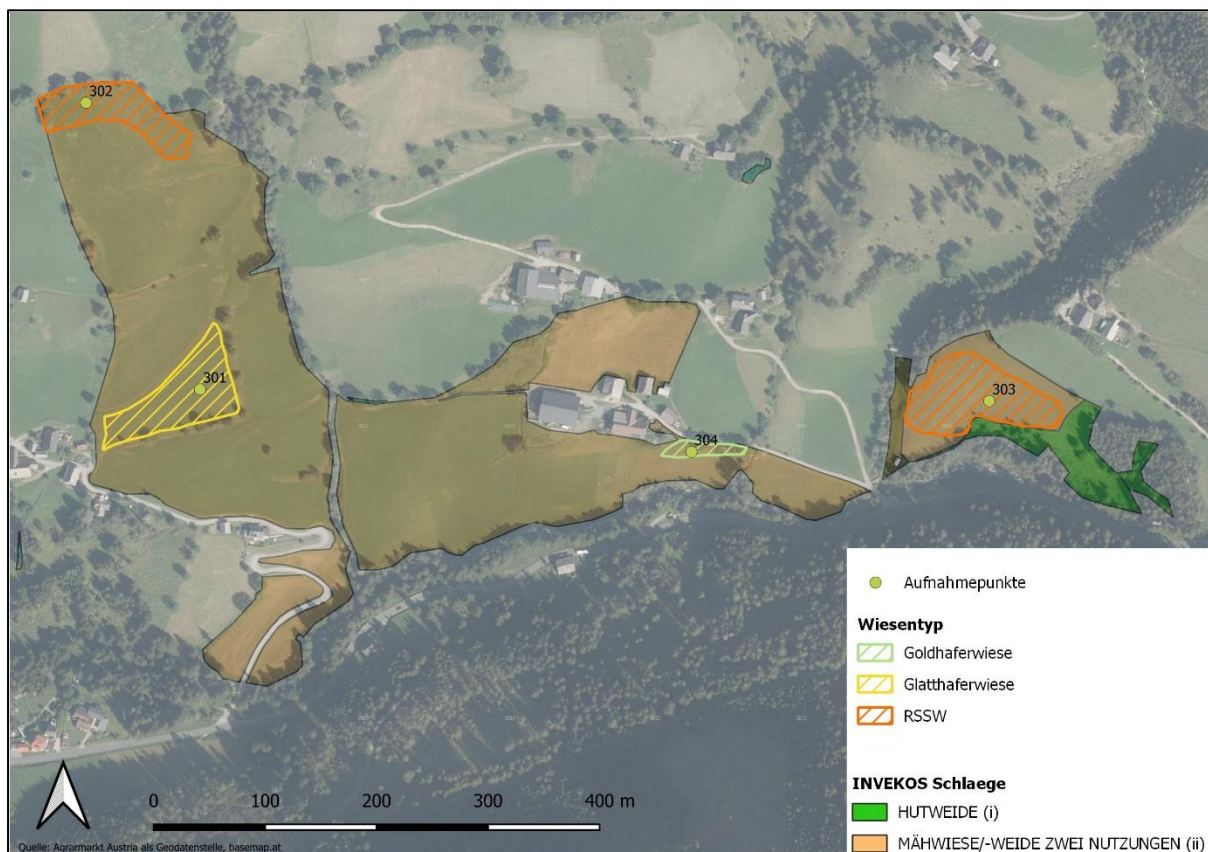 302
301
303
304
Aufnahmepunkte
Wiesentyp
Goldhaferwiese
Glatthaferwiese
RSSW
INVEKOS Schlaege
HUTWEIDE (i)
MÄHWIESE/-WEIDE ZWEI NUTZUNGEN (ii)
0 100 200 300 400 m
Quelle: Agrarmarkt Austria als Geodatenstelle, basemap.at